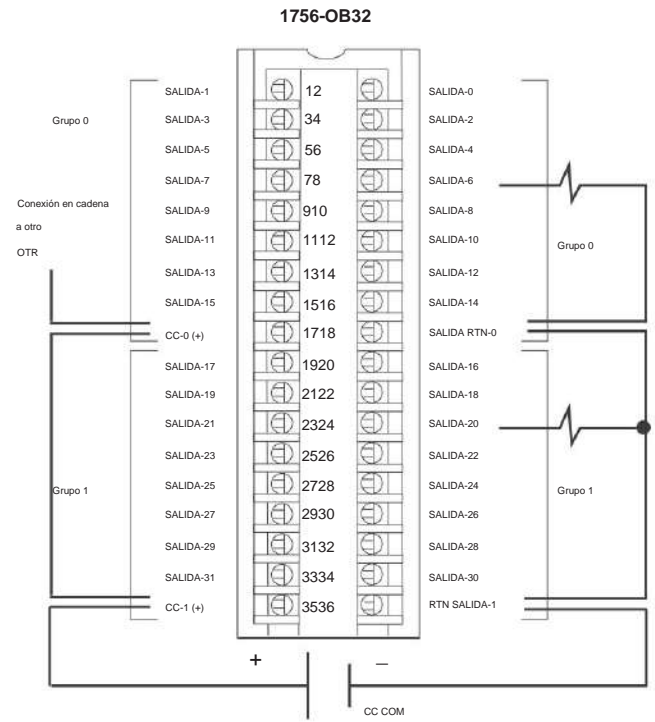 1756-OB32
SALIDA-1 12 SALIDA-0
Grupo 0 SALIDA-3 34 SALIDA-2
SALIDA-5 56 SALIDA-4
SALIDA-7 78 SALIDA-6
Conexión en cadena
a otro
OTR
SALIDA-9 910 SALIDA-8
SALIDA-11 1112 SALIDA-10
Grupo 0
SALIDA-13 1314 SALIDA-12
SALIDA-15 1516 SALIDA-14
CC-0 (+) 1718 SALIDA RTN-0
SALIDA-17 1920 SALIDA-16
SALIDA-19 2122 SALIDA-18
SALIDA-21 2324 SALIDA-20
SALIDA-23 2526 SALIDA-22
Grupo 1 SALIDA-25 2728 SALIDA-24 Grupo 1
SALIDA-27 2930 SALIDA-26
SALIDA-29 3132 SALIDA-28
SALIDA-31 3334 SALIDA-30
CC-1 (+) 3536 RTN SALIDA-1
+ –
CC COM